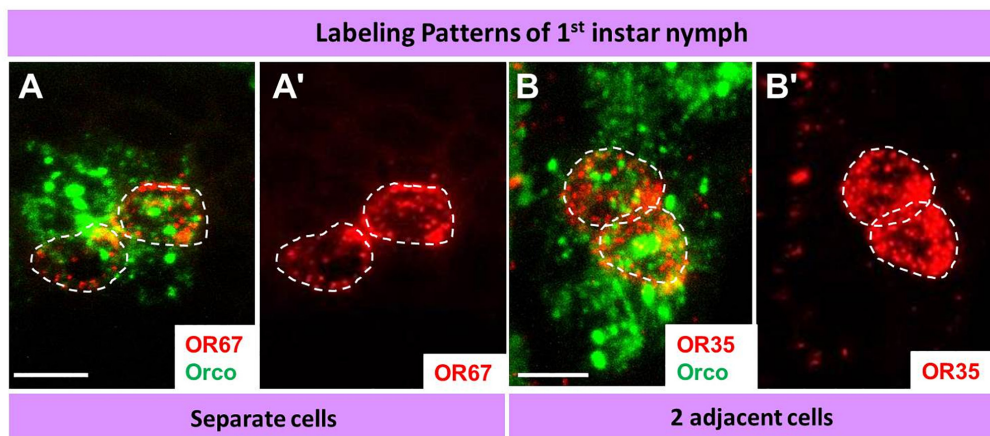 Labeling Patterns of 1st instar nymph
A
A'
B
B'
OR67
Orco
OR67
OR35
Orco
OR35
Separate cells
2 adjacent cells